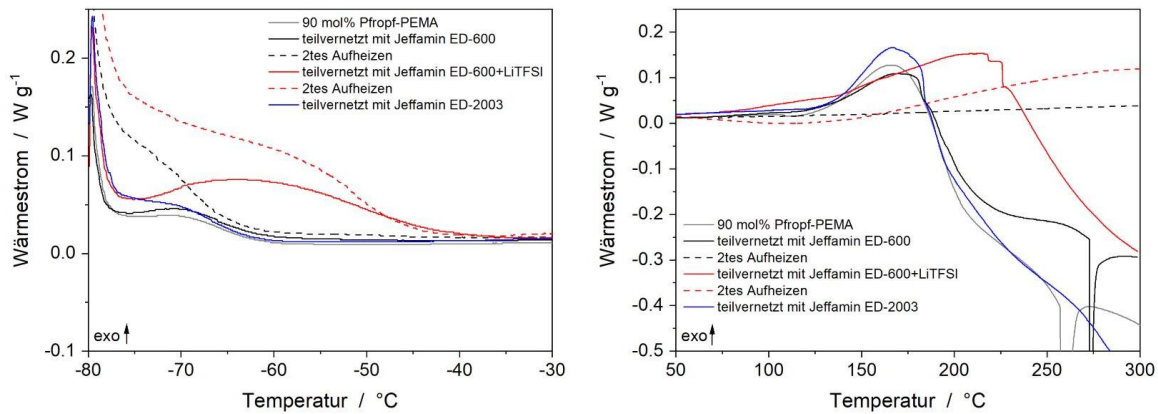 90 mol% Pfropf-PEMA
teilvernetzt mit Jeffamin ED-600
2tes Aufheizen
teilvernetzt mit Jeffamin ED-600+LiTFSI
2tes Aufheizen
teilvernetzt mit Jeffamin ED-2003
0.2
0.1
0.0
-0.1
Wärmestrom / W g-1
exo
-80
-70
-60
-50
-40
-30
Temperatur / °C
0.2
0.1
0.0
-0.1
-0.2
-0.3
-0.4
-0.5
Wärmestrom / W g-1
90 mol% Pfropf-PEMA
teilvernetzt mit Jeffamin ED-600
2tes Aufheizen
teilvernetzt mit Jeffamin ED-600+LiTFSI
2tes Aufheizen
teilvernetzt mit Jeffamin ED-2003
exo
50
100
150
200
250
300
Temperatur / °C